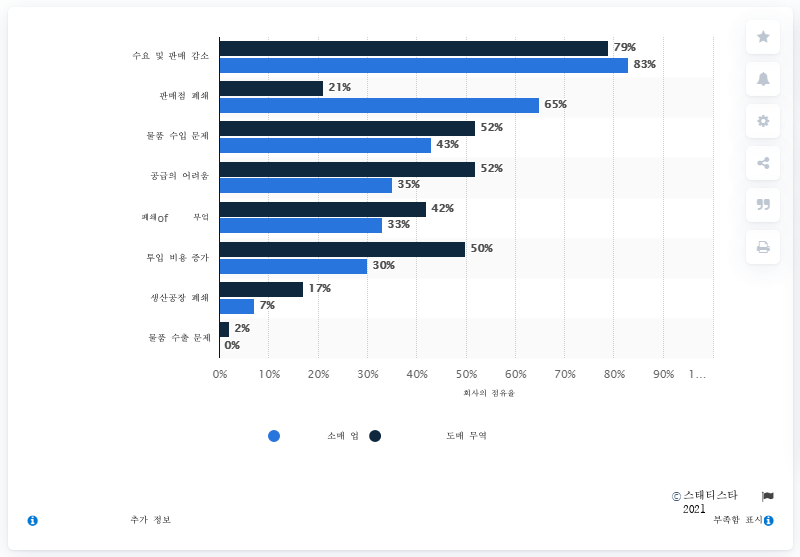 수요 및 판매 감소
79%
83%
판매점 폐쇄
21%
65%
물품 수입 문제
52%
43%
공급의 어려움
52%
35%
폐쇄of 무역
42%
33%
투입 비용 증가
50%
30%
생산공장 폐쇄
17%
7%
물품 수출 문제
2%
0%
0% 10% 20% 30% 40% 50% 60% 70% 80% 90% 1...
회사의 점유율
소매 업 도매 무역
© 스태티스타
2021
추가 정보 부족함 표시